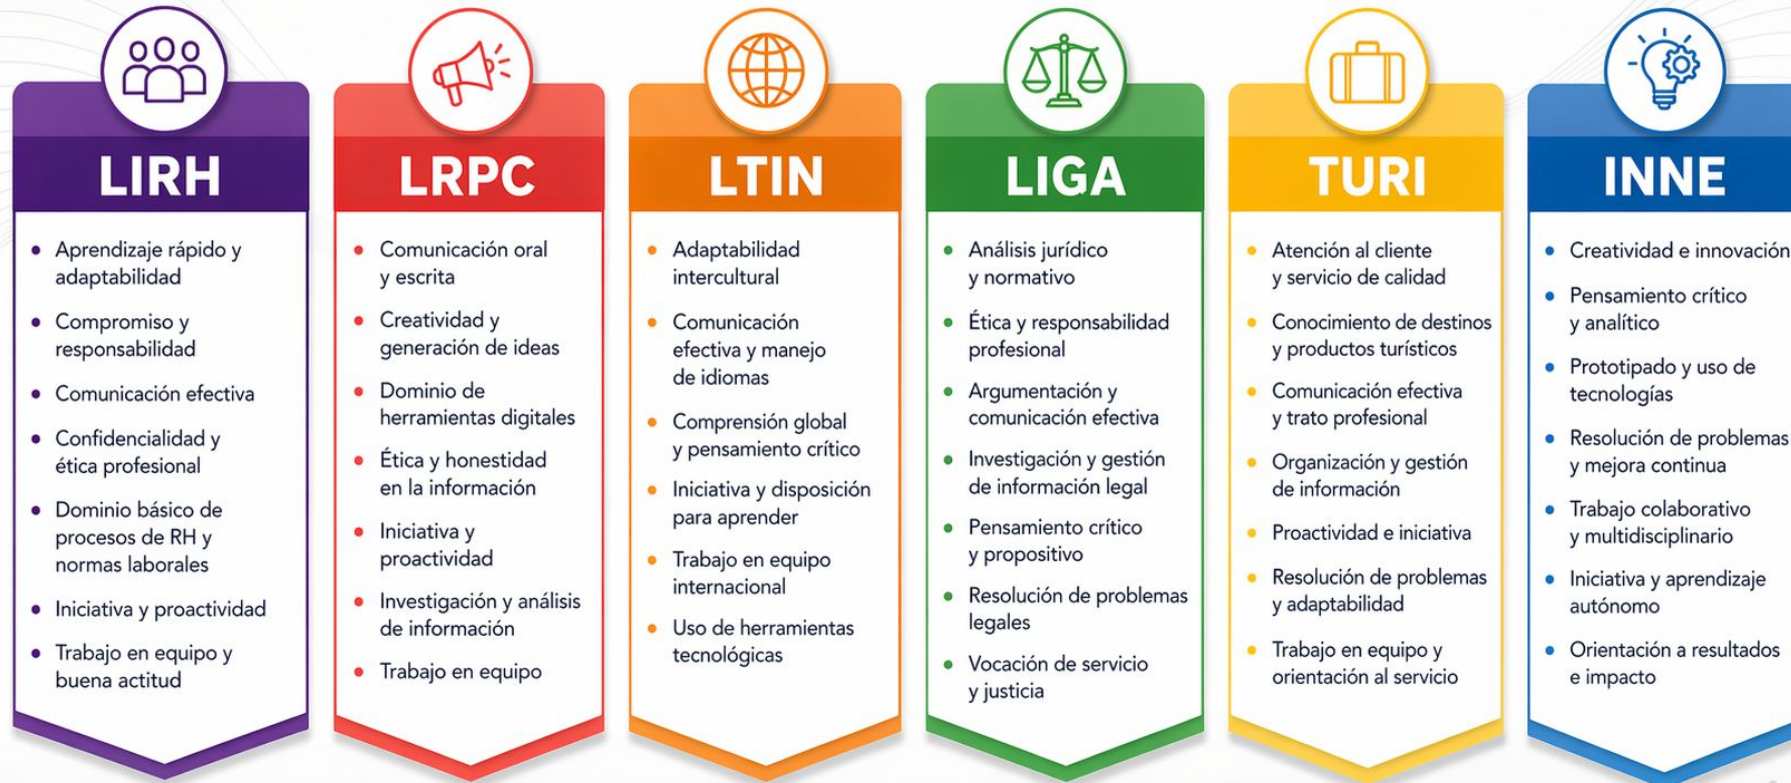 LIRH
Aprendizaje rápido y
adaptabilidad
Compromiso y
responsabilidad
Comunicación efectiva
Confidencialidad y
ética profesional
Dominio básico de
procesos de RH y
normas laborales
Iniciativa y proactividad
Trabajo en equipo y
buena actitud
LRPC
Comunicación oral
y escrita
Creatividad y
generación de ideas
Dominio de
herramientas digitales
Ética y honestidad
en la información
Iniciativa y
proactividad
Investigación y análisis
de información
Trabajo en equipo
LTIN
Adaptabilidad
intercultural
Comunicación
efectiva y manejo
de idiomas
Comprensión global
y pensamiento crítico
Iniciativa y disposición
para aprender
Trabajo en equipo
internacional
Uso de herramientas
tecnológicas
LIGA
Análisis jurídico
y normativo
Ética y responsabilidad
profesional
Argumentación y
comunicación efectiva
Investigación y gestión
de información legal
Pensamiento crítico
y propositivo
Resolución de problemas
legales
Vocación de servicio
y justicia
TURI
Atención al cliente
y servicio de calidad
Conocimiento de destinos
y productos turísticos
Comunicación efectiva
y trato profesional
Organización y gestión
de información
Proactividad e iniciativa
Resolución de problemas
y adaptabilidad
Trabajo en equipo y
orientación al servicio
INNE
Creatividad e innovación
Pensamiento crítico
y analítico
Prototipado y uso de
tecnologías
Resolución de problemas
y mejora continua
Trabajo colaborativo
y multidisciplinario
Iniciativa y aprendizaje
autónomo
Orientación a resultados
e impacto